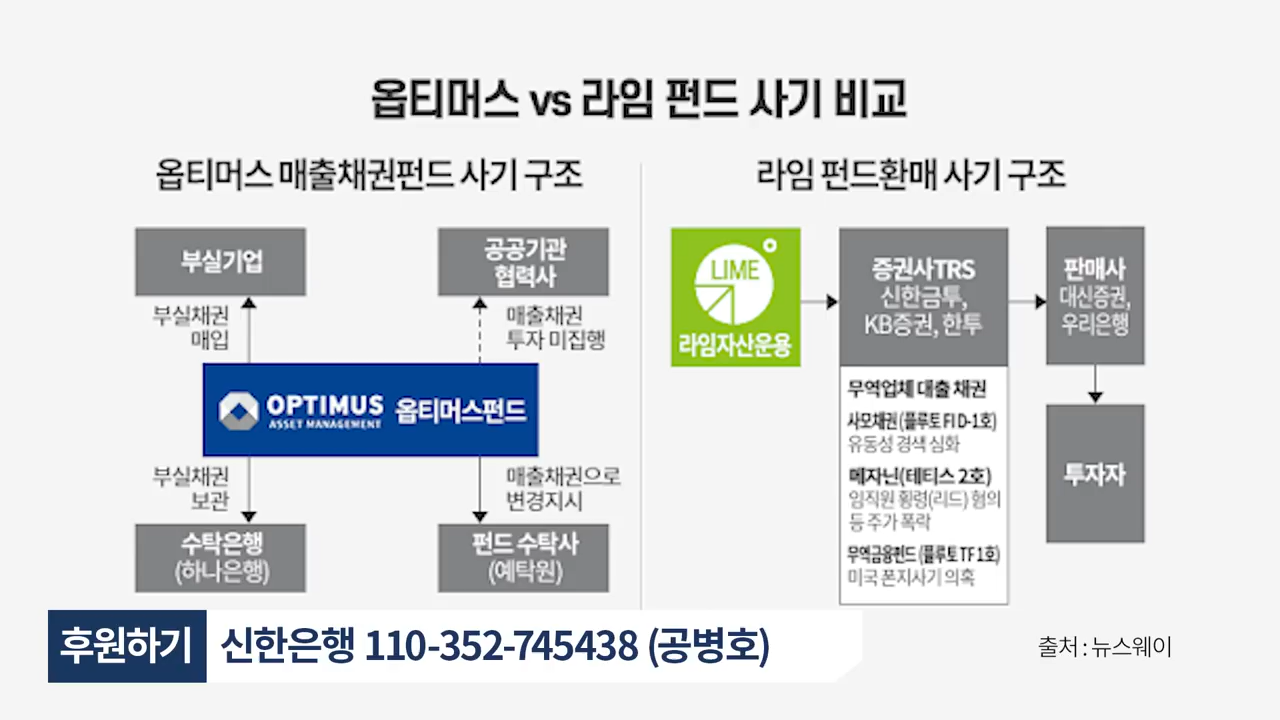 옵티머스 vs 라임 펀드 사기 비교
옵티머스 매출채권펀드 사기 구조
부실기업
공공기관
협력사
부실채권
매입
매출채권
투자 미집행
OPTIMUS
ASSET MANAGEMENT
옵티머스펀드
부실채권
보관
매출채권으로
변경지시
수탁은행
(하나은행)
펀드 수탁사
(예탁원)
라임 펀드환매 사기 구조
LIME
라임자산운용
증권사TRS
신한금투,
KB증권, 한투
판매사
대신증권,
우리은행
무역업체 대출 채권
사모채권(플루토 FI D-1호)
유동성 경색 심화
메자닌(테티스 2호)
임직원 횡령(리드) 혐의
등 주가 폭락
무역금융펀드 (플루토 TF 1호)
미국 폰지사기 의혹
투자자
후원하기
신한은행 110-352-745438 (공병호)
출처 : 뉴스웨이